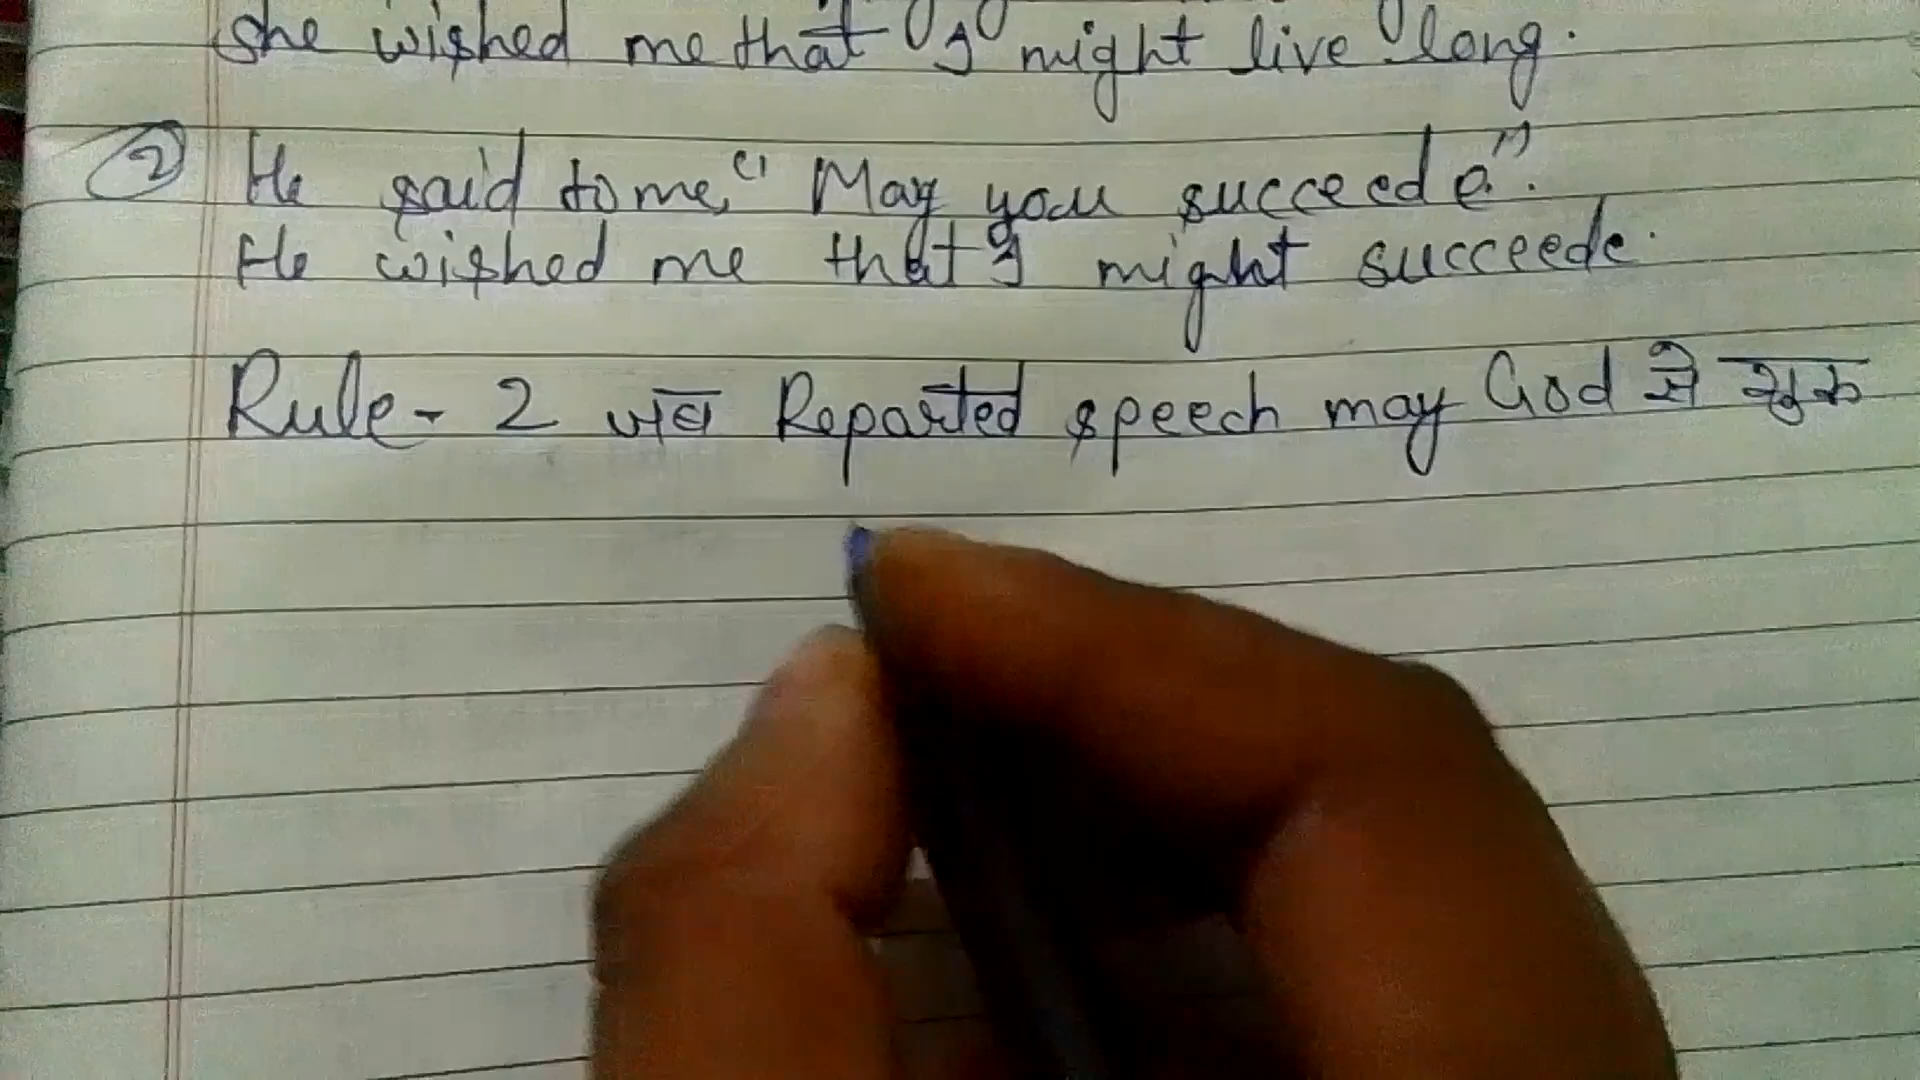 she wished me that I might live long.
② He said to me, "May you succeede".
He wished me that I might succeede.
Rule - 2 जब Reparted speech may God से शुरू